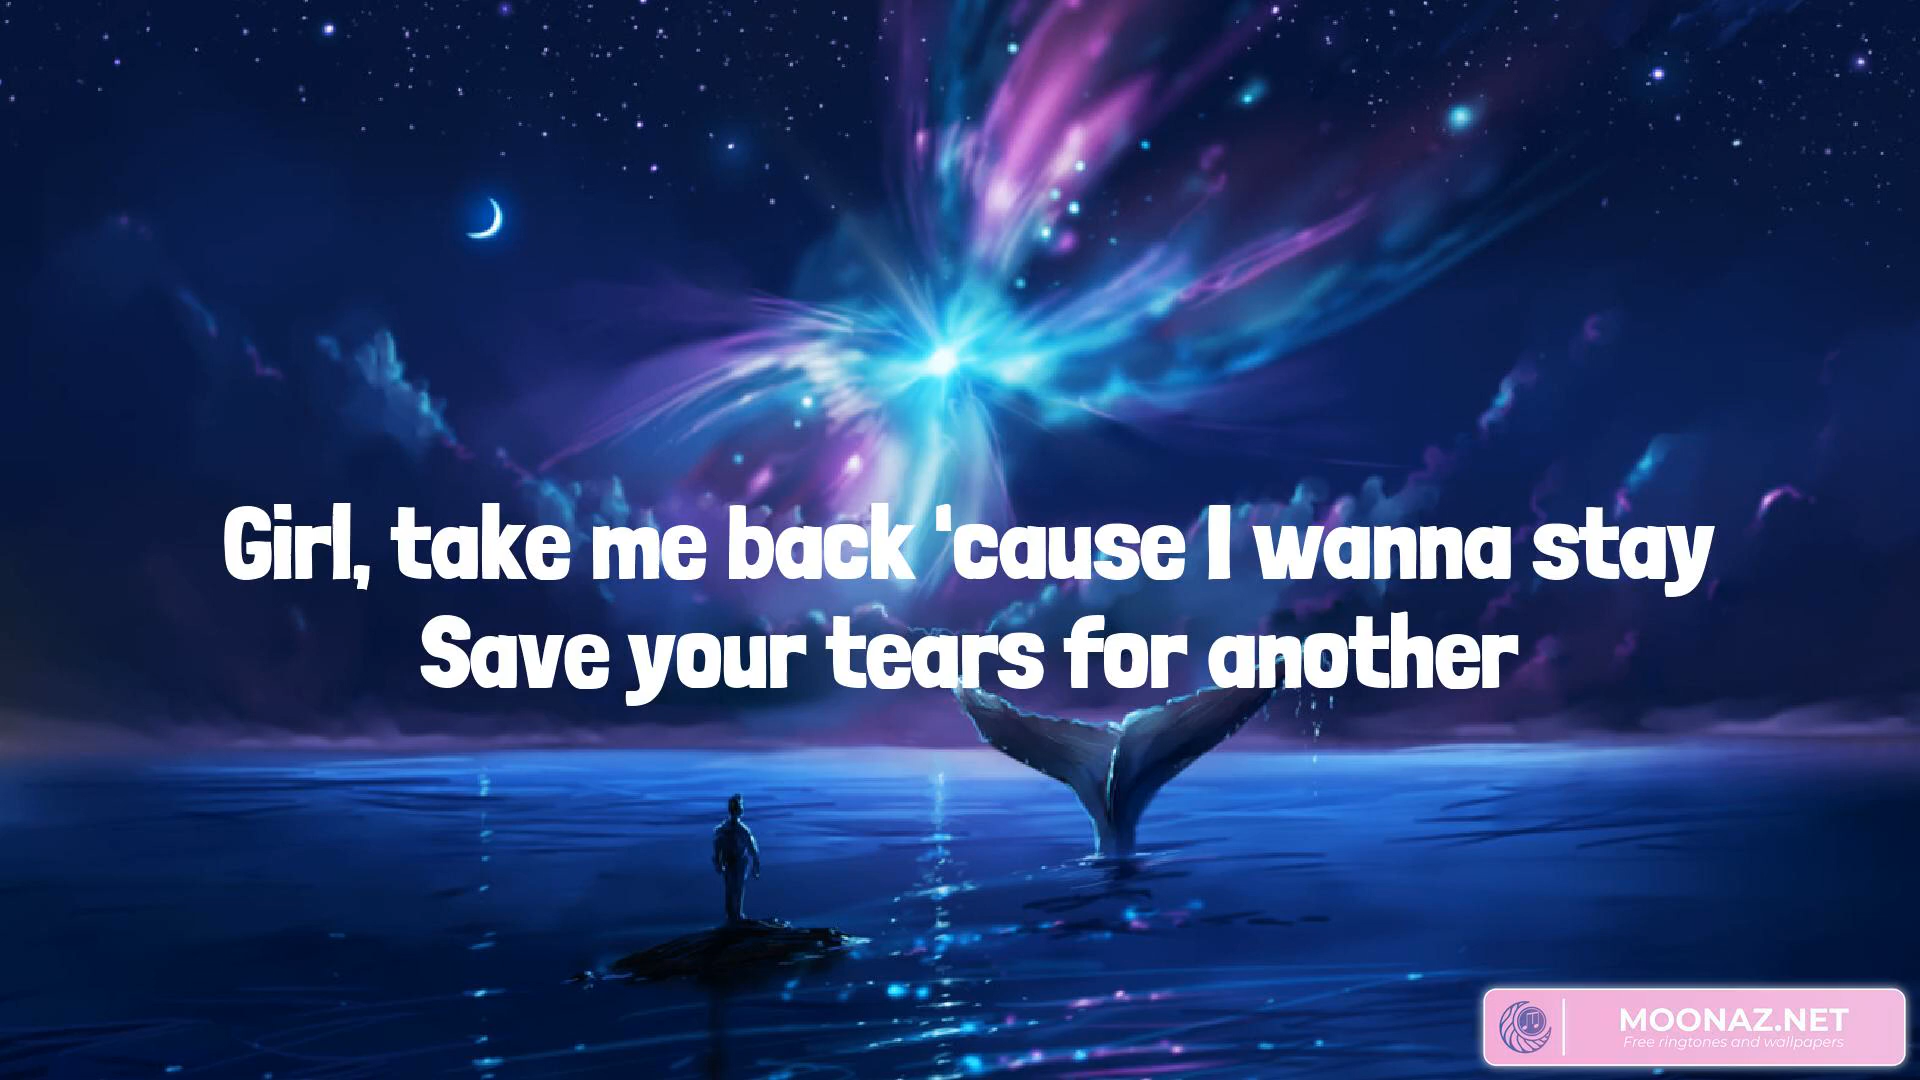 Girl, take me back 'cause I wanna stay
Save your tears for another
MOONAZ.NET
Free ringtones and wallpapers